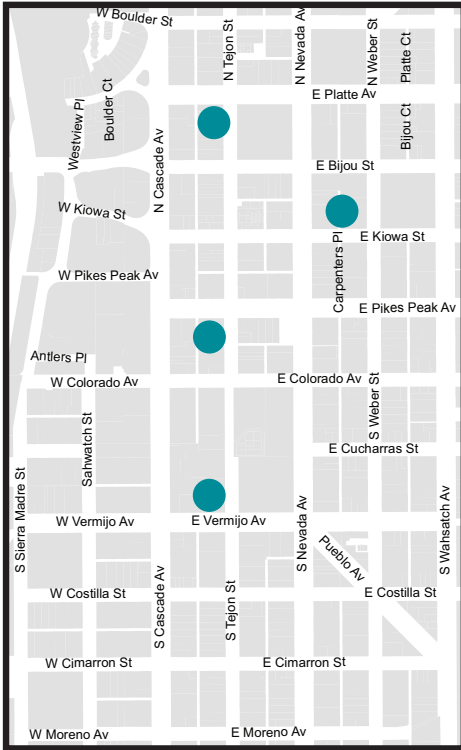 W Boulder St
N Tejon St
N Nevada Av
N Weber St
Platte Ct
E Platte Av
Westview Pl
Boulder Ct
N Cascade Av
Bijou Ct
E Bijou St
W Kiowa St
E Kiowa St
Carpenters Pl
W Pikes Peak Av
E Pikes Peak Av
Antlers Pl
W Colorado Av
E Colorado Av
S Weber St
Sahwatch St
E Cucharras St
S Sierra Madre St
W Vermijo Av
E Vermijo Av
S Nevada Av
Pueblo Av
S Wahsatch Av
W Costilla St
S Cascade Av
S Tejon St
E Costilla St
W Cimarron St
E Cimarron St
W Moreno Av
E Moreno Av